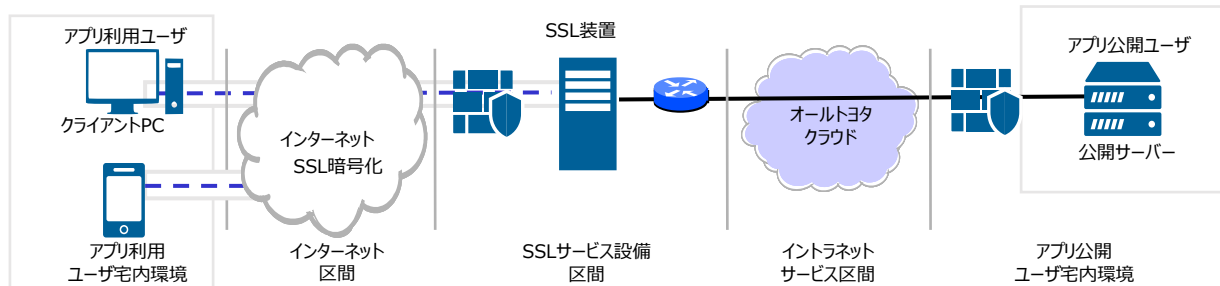 アプリ利用ユーザ
クライアントPC
アプリ利用
ユーザ宅内環境
インターネット
SSL暗号化
インターネット
区間
SSL装置
SSLサービス設備
区間
オールトヨタ
クラウド
イントラネット
サービス区間
アプリ公開ユーザ
公開サーバー
アプリ公開
ユーザ宅内環境